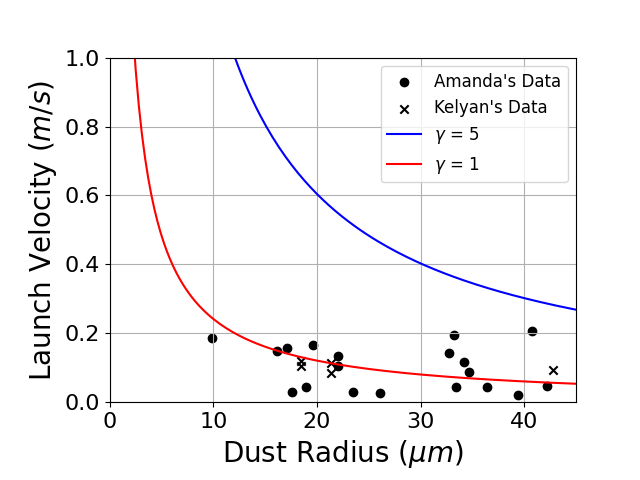 1.0
0.8
0.6
0.4
0.2
0.0
Launch Velocity (m/s)
Amanda's Data
Kelyan's Data
γ = 5
γ = 1
0 10 20 30 40
Dust Radius (μm)